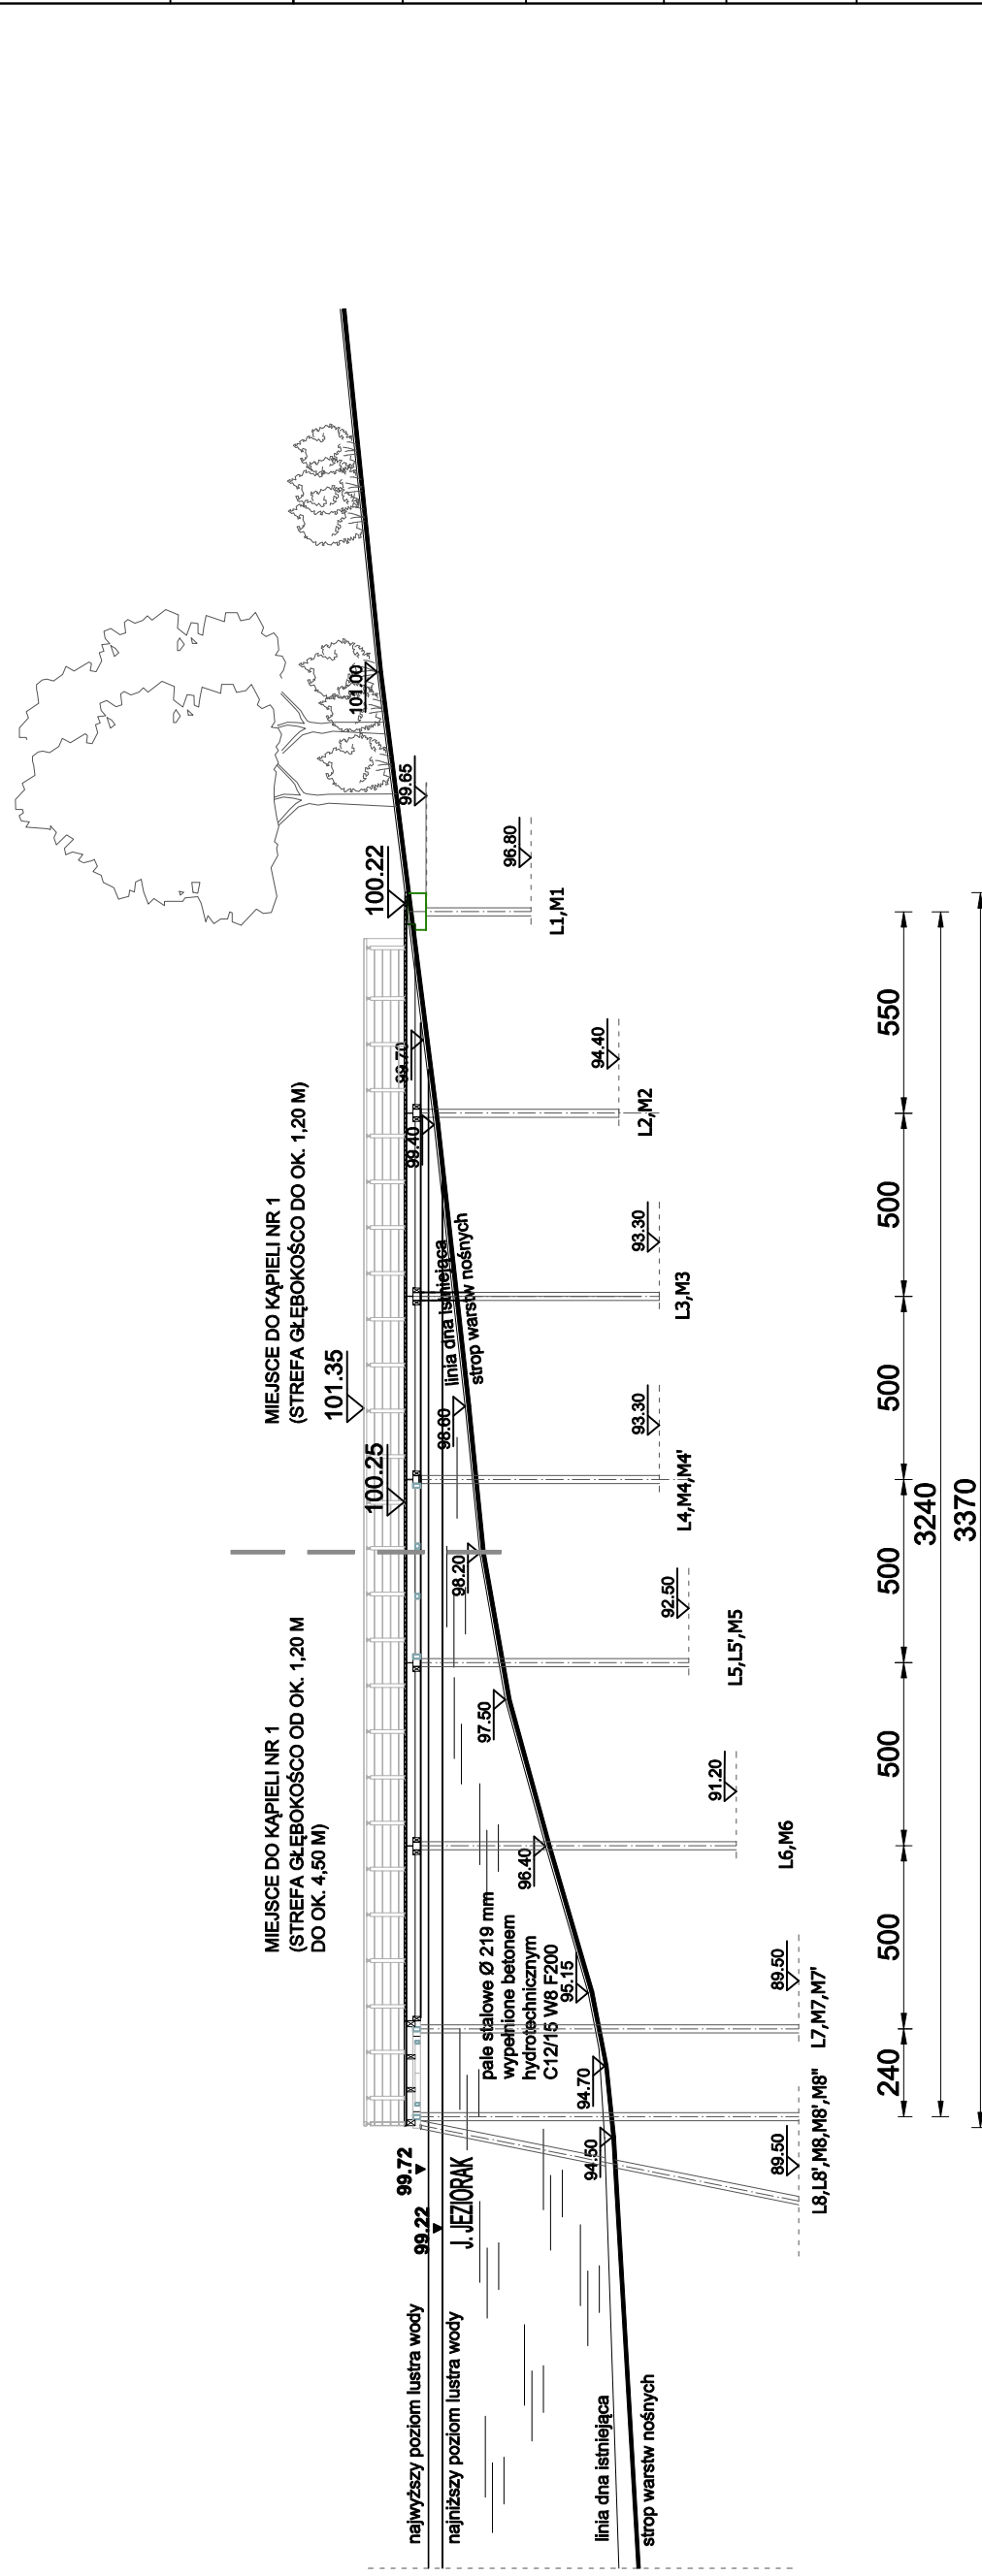 MIEJSCE DO KĄPIELI NR 1
(STREFA GŁĘBOKOŚCO OD OK. 1,20 M
DO OK. 4,50 M)
MIEJSCE DO KĄPIELI NR 1
(STREFA GŁĘBOKOŚCO DO OK. 1,20 M)
101.35
100.25
100.22
101.00
99.65
99.72
99.22
J. JEZIORAK
najwyższy poziom lustra wody
najniższy poziom lustra wody
99.70
99.40
98.60
98.20
97.50
96.40
95.15
94.70
94.50
linia dna istniejąca
strop warstw nośnych
pale stalowe Ø 219 mm
wypełnione betonem
hydrotechnicznym
C12/15 W8 F200
linia dna istniejąca
strop warstw nośnych
89.50
89.50
91.20
92.50
93.30
93.30
94.40
96.80
L8,L8',M8,M8',M8"
L7,M7,M7'
L6,M6
L5,L5',M5
L4,M4,M4'
L3,M3
L2,M2
L1,M1
240
500
500
500
500
500
500
550
3240
3370